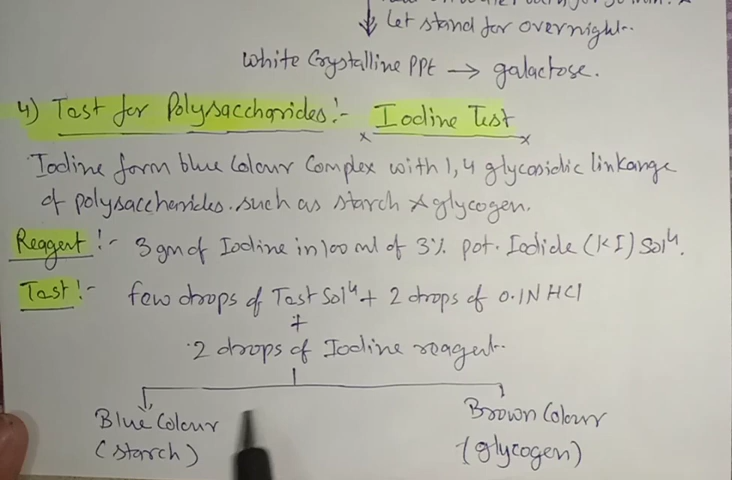 Let stand for overnight..
White Crystalline PPt → galactose.
4) Test for Polysaccharides:- Iodine Test
Iodine form blue Colour Complex with 1,4 glycosidic linkange
of polysaccharides. such as starch & glycogen.
Reagent:- 3 gm of Iodine in 100 ml of 3% pot. Iodide (KI) Solⁿ.
Test:- few drops of Test Solⁿ + 2 drops of 0.1N HCl
+
2 drops of Iodine reagent..
Blue Colour
Brown Colour
(starch)
(glycogen)